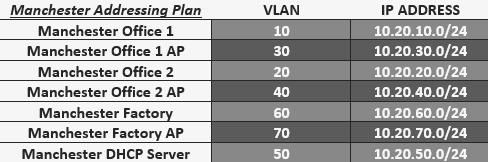 Manchester Addressing Plan VLAN IP ADDRESS
Manchester Office 1 10 10.20.10.0/24
Manchester Office 1 AP 30 10.20.30.0/24
Manchester Office 2 20 10.20.20.0/24
Manchester Office 2 AP 40 10.20.40.0/24
Manchester Factory 60 10.20.60.0/24
Manchester Factory AP 70 10.20.70.0/24
Manchester DHCP Server 50 10.20.50.0/24